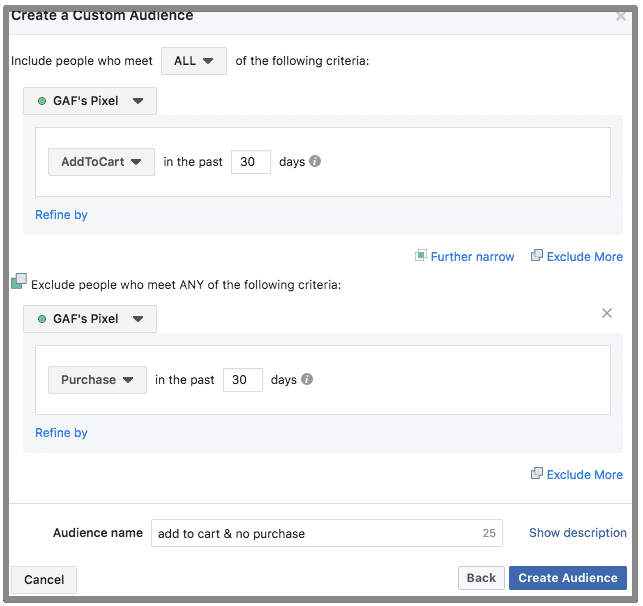 Create a Custom Audience
Include people who meet ALL of the following criteria:
GAF's Pixel
AddToCart in the past 30 days
Refine by
Further narrow Exclude More
Exclude people who meet ANY of the following criteria:
GAF's Pixel
Purchase in the past 30 days
Refine by
Exclude More
Audience name add to cart & no purchase 25 Show description
Cancel Back Create Audience